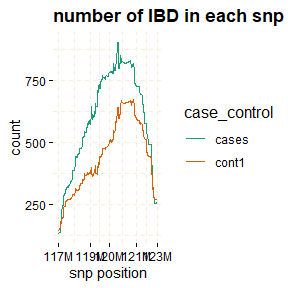 number of IBD in each snp
count
750
500
250
117M 119M 120M 121M 123M
snp position
case_control
cases
cont1